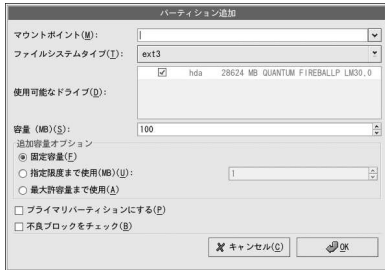 パーティション追加
マウントポイント(M):
ファイルシステムタイプ(T): ext3
使用可能なドライブ(D): hda 28624 MB QUANTUM FIREBALLP LM30.0
容量 (MB)(S): 100
追加容量オプション
固定容量(F)
指定限度まで使用(MB)(U): 1
最大許容量まで使用(A)
プライマリパーティションにする(P)
不良ブロックをチェック(B)
キャンセル(C) OK